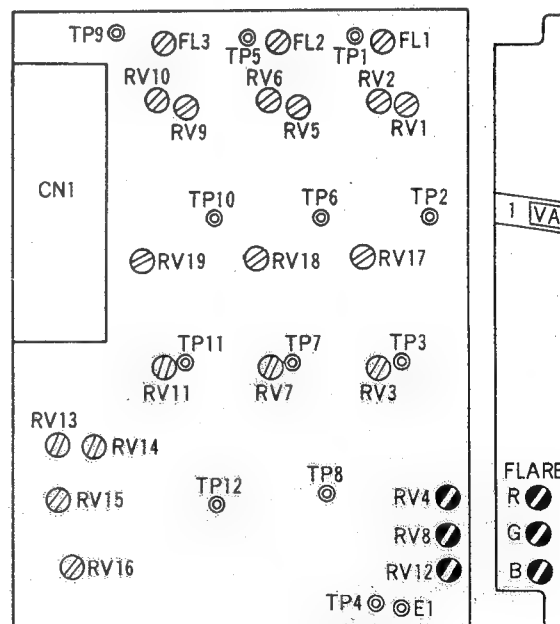 TP9 FL3 TP5 FL2 TP1 FL1
RV10 RV6 RV2
RV9 RV5 RV1
CN1
TP10 TP6 TP2
1 VA
RV19 RV18 RV17
TP11 TP7 TP3
RV11 RV7 RV3
RV13
RV14
FLARE
RV15 TP12 TP8 RV4 R
RV8 G
RV16 RV12 B
TP4 E1